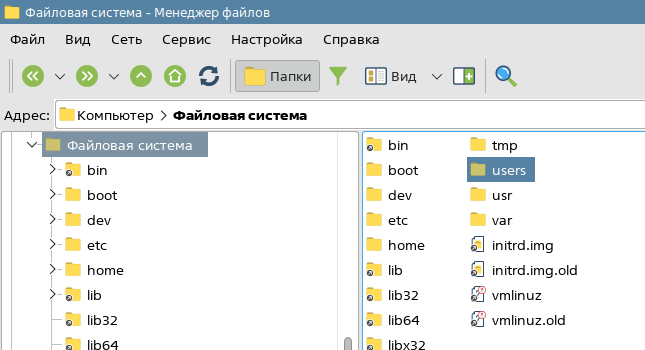 Файловая система – Менеджер файлов
Файл Вид Сеть Сервис Настройка Справка
Папки Вид
Адрес: Компьютер > Файловая система
Файловая система
bin
boot
dev
etc
home
lib
lib32
lib64
bin
boot
dev
etc
home
lib
lib32
lib64
libx32
tmp
users
usr
var
initrd.img
initrd.img.old
vmlinuz
vmlinuz.old